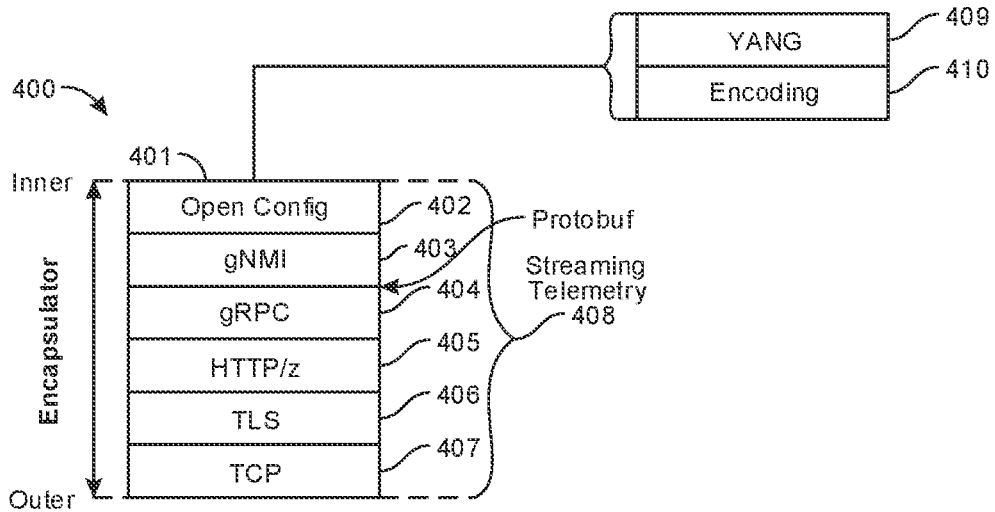 409
YANG
410
Encoding
400
401
Inner
Open Config
402
Protobuf
403
gNMI
Streaming
Telemetry
404
408
gRPC
Encapsulator
405
HTTP/z
406
TLS
407
TCP
Outer